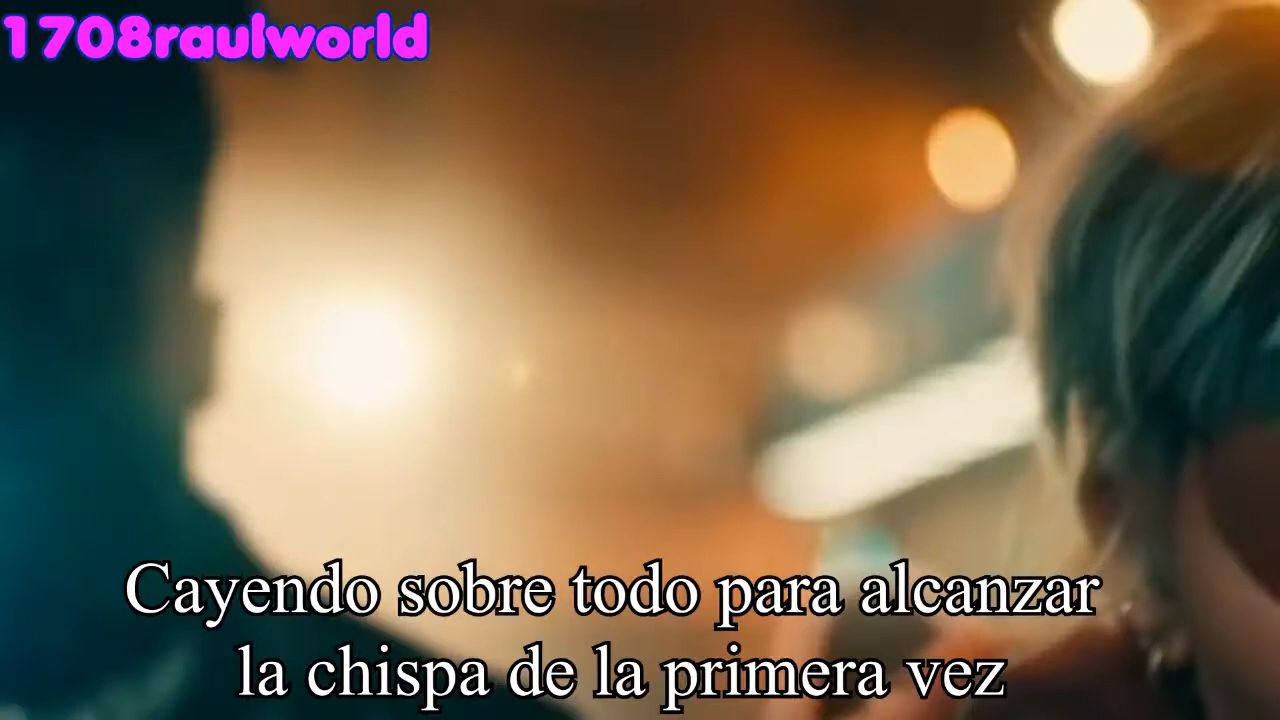 1708raulworld
Cayendo sobre todo para alcanzar
la chispa de la primera vez